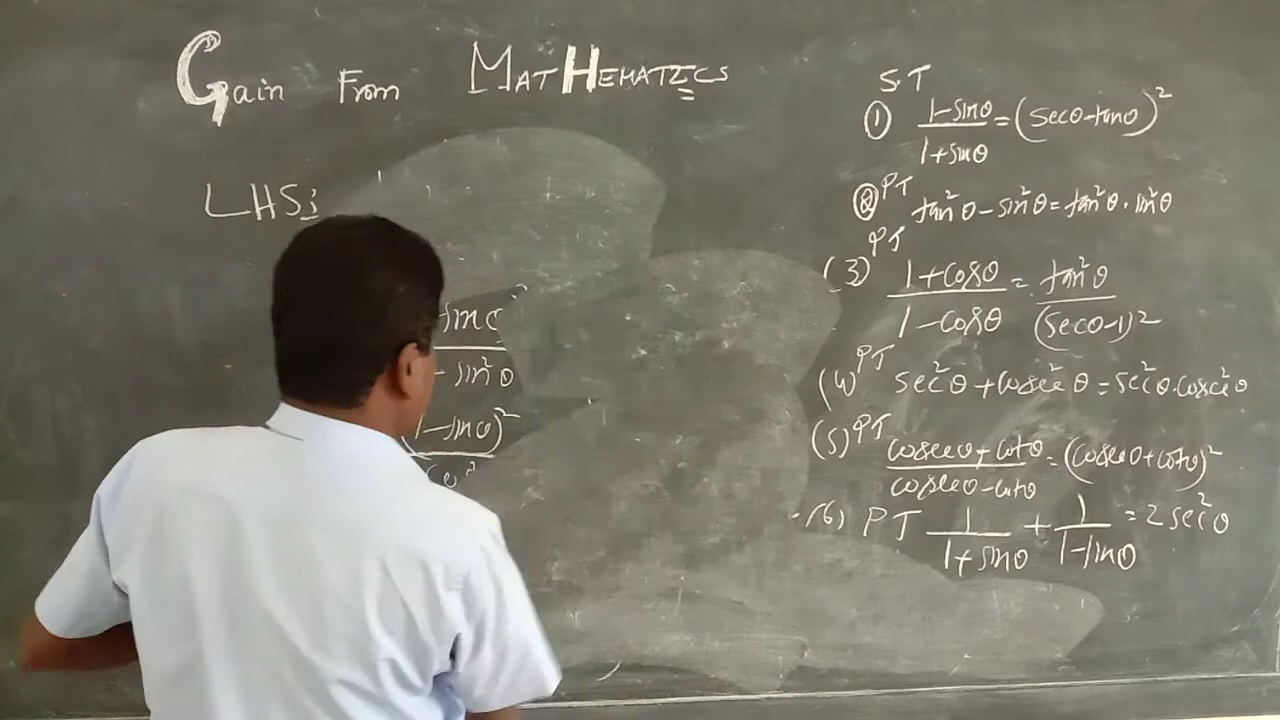 Gain From MATHEMATICS
LHS:
sinθ
- sin²θ
1-sinθ)²
S.T
① 1-sinθ/1+sinθ = (secθ-tanθ)²
② PT tan²θ - sin²θ = tan²θ . sin²θ
(3) PT 1+cosθ/1-cosθ = tan²θ/(secθ-1)²
(4) PT sec²θ + cosec²θ = sec²θ.cosec²θ
(5) PT cosecθ+cotθ/cosecθ-cotθ = (cosecθ+cotθ)²
(6) PT 1/1+sinθ + 1/1-sinθ = 2sec²θ